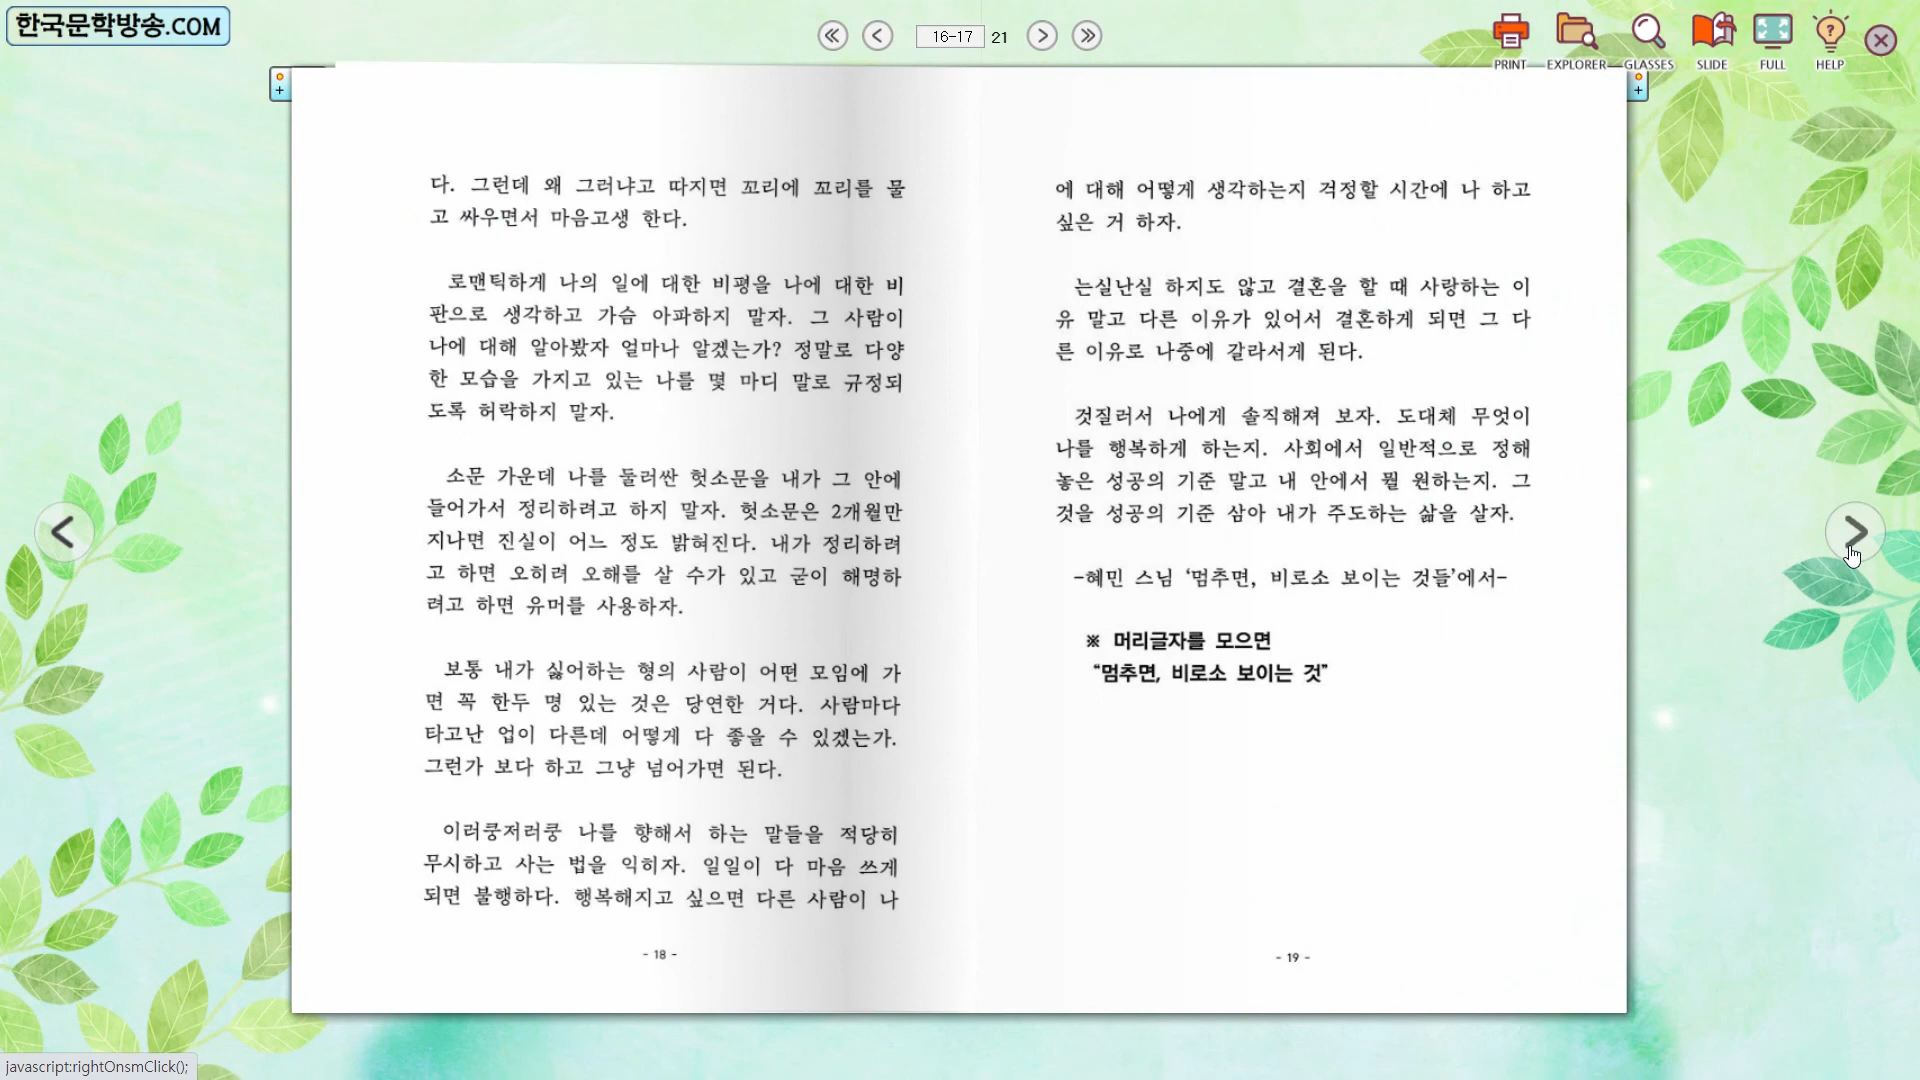 한국문학방송.COM
16-17 21
PRINT EXPLORER GLASSES SLIDE FULL HELP
다. 그런데 왜 그러냐고 따지면 꼬리에 꼬리를 물
고 싸우면서 마음고생 한다.
로맨틱하게 나의 일에 대한 비평을 나에 대한 비
판으로 생각하고 가슴 아파하지 말자. 그 사람이
나에 대해 알아봤자 얼마나 알겠는가? 정말로 다양
한 모습을 가지고 있는 나를 몇 마디 말로 규정되
도록 허락하지 말자.
소문 가운데 나를 둘러싼 헛소문을 내가 그 안에
들어가서 정리하려고 하지 말자. 헛소문은 2개월만
지나면 진실이 어느 정도 밝혀진다. 내가 정리하려
고 하면 오히려 오해를 살 수가 있고 굳이 해명하
려고 하면 유머를 사용하자.
보통 내가 싫어하는 형의 사람이 어떤 모임에 가
면 꼭 한두 명 있는 것은 당연한 거다. 사람마다
타고난 업이 다른데 어떻게 다 좋을 수 있겠는가.
그런가 보다 하고 그냥 넘어가면 된다.
이러쿵저러쿵 나를 향해서 하는 말들을 적당히
무시하고 사는 법을 익히자. 일일이 다 마음 쓰게
되면 불행하다. 행복해지고 싶으면 다른 사람이 나
- 18 -
에 대해 어떻게 생각하는지 걱정할 시간에 나 하고
싶은 거 하자.
는실난실 하지도 않고 결혼을 할 때 사랑하는 이
유 말고 다른 이유가 있어서 결혼하게 되면 그 다
른 이유로 나중에 갈라서게 된다.
것질러서 나에게 솔직해져 보자. 도대체 무엇이
나를 행복하게 하는지. 사회에서 일반적으로 정해
놓은 성공의 기준 말고 내 안에서 뭘 원하는지. 그
것을 성공의 기준 삼아 내가 주도하는 삶을 살자.
-혜민 스님 ‘멈추면, 비로소 보이는 것들’에서-
※ 머리글자를 모으면
“멈추면, 비로소 보이는 것”
- 19 -
javascript:rightOnsmClick();